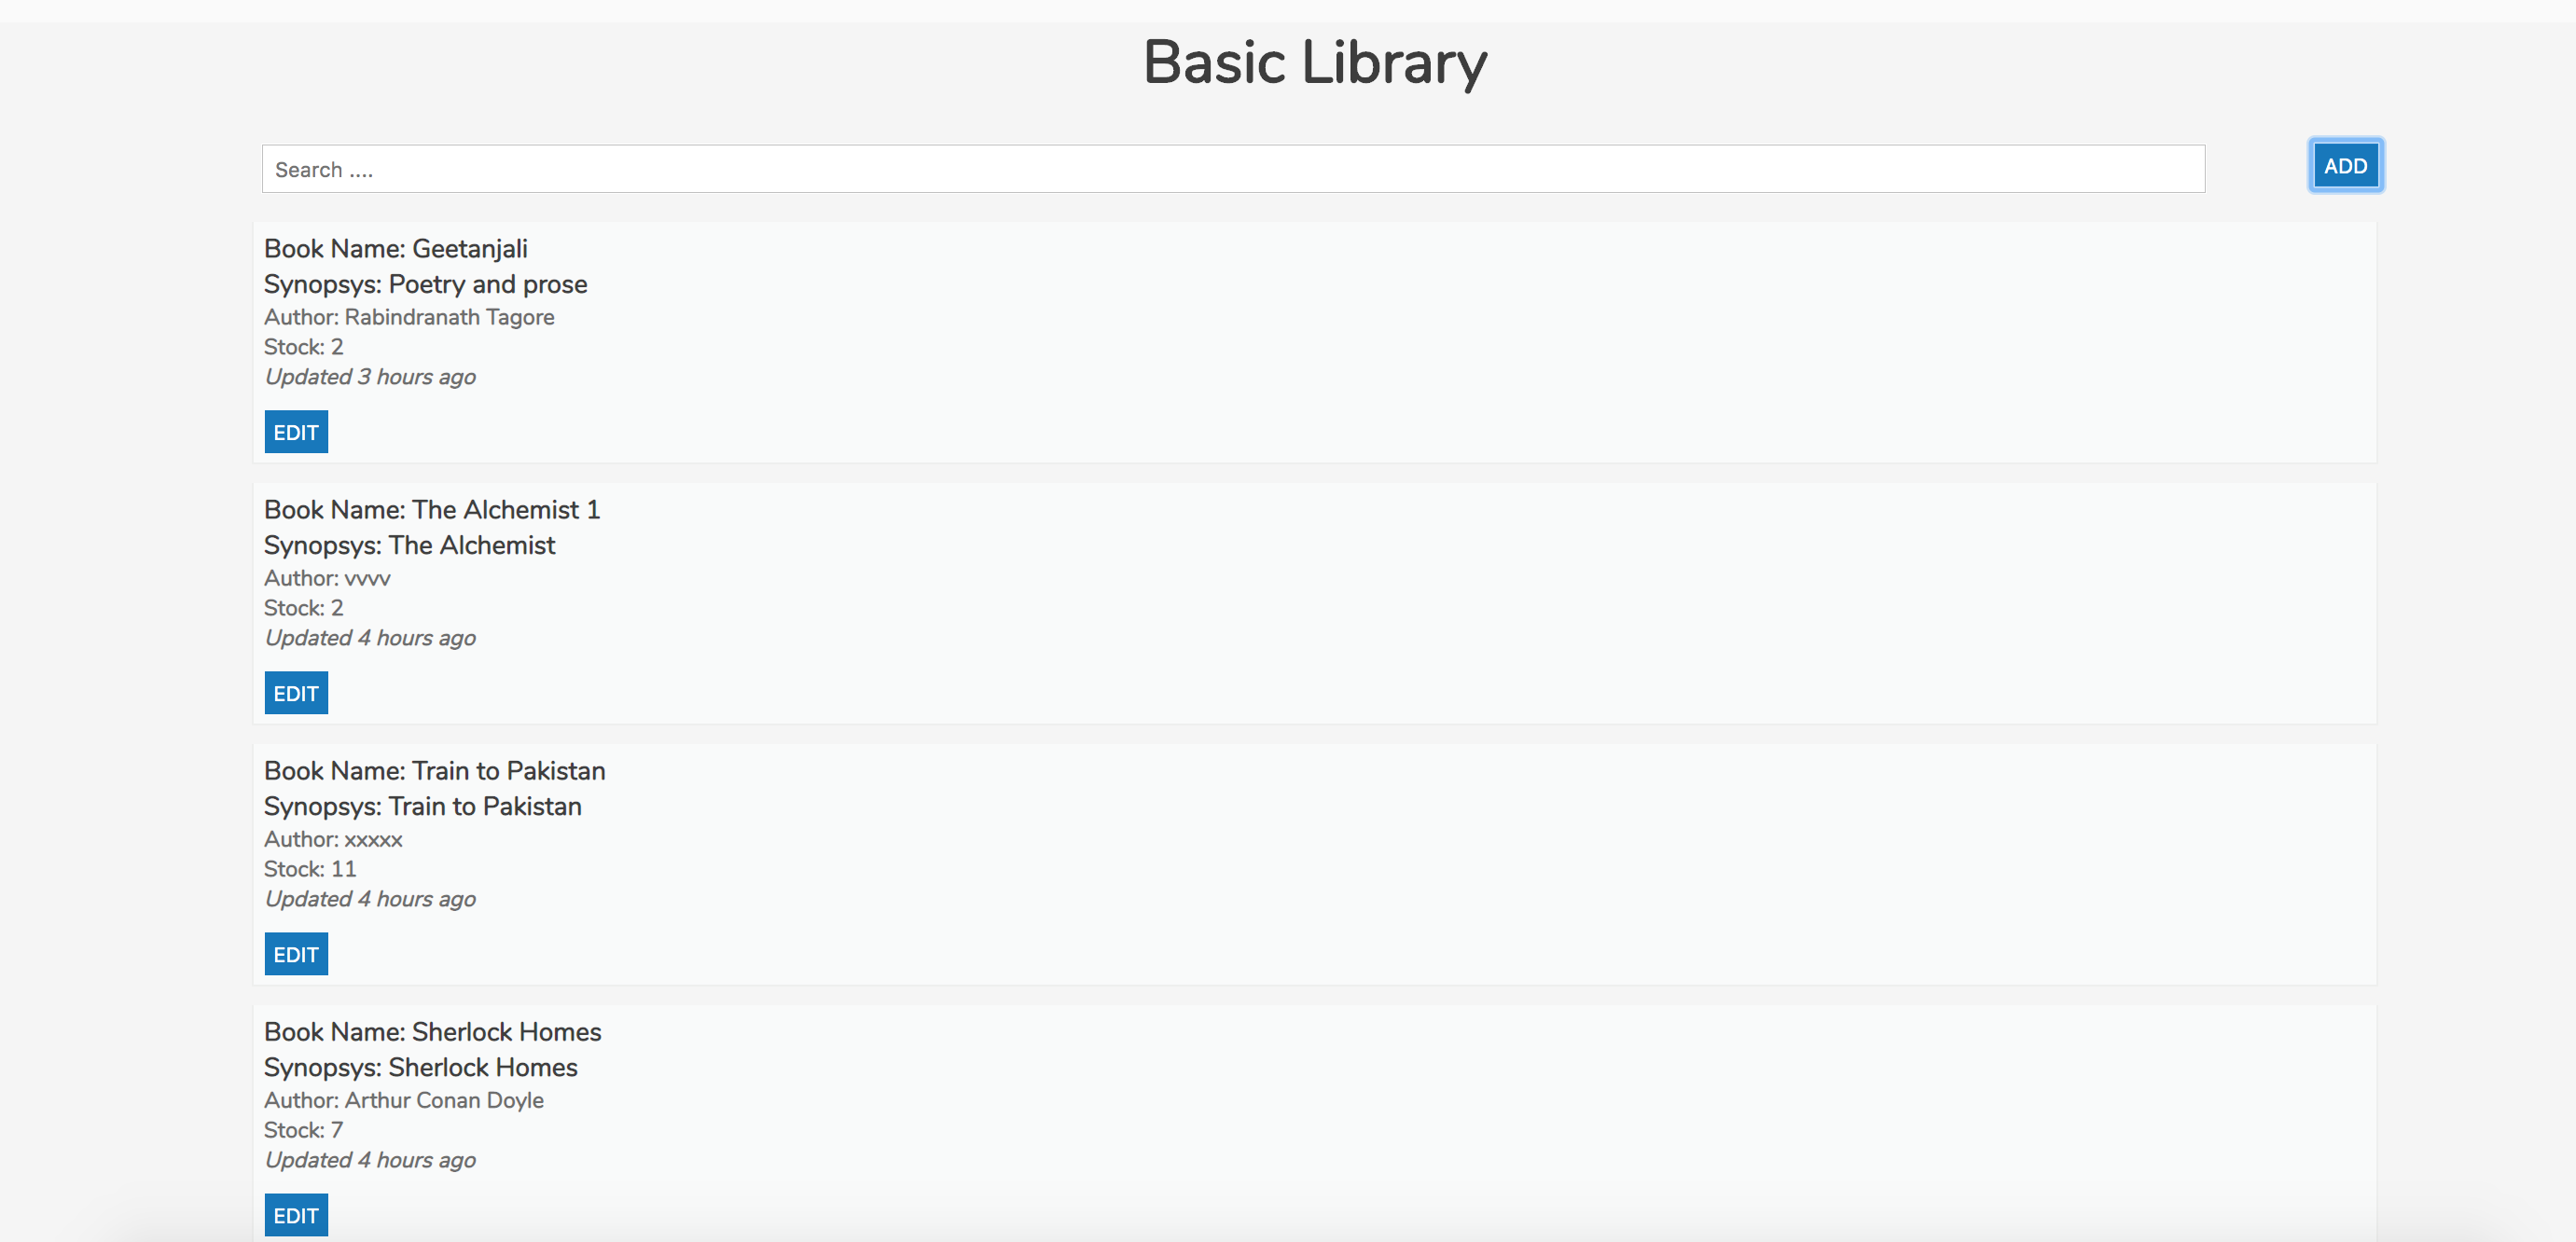 Basic Library
Search ....
ADD
Book Name: Geetanjali
Synopsys: Poetry and prose
Author: Rabindranath Tagore
Stock: 2
Updated 3 hours ago
EDIT
Book Name: The Alchemist 1
Synopsys: The Alchemist
Author: vvvv
Stock: 2
Updated 4 hours ago
EDIT
Book Name: Train to Pakistan
Synopsys: Train to Pakistan
Author: xxxxx
Stock: 11
Updated 4 hours ago
EDIT
Book Name: Sherlock Homes
Synopsys: Sherlock Homes
Author: Arthur Conan Doyle
Stock: 7
Updated 4 hours ago
EDIT